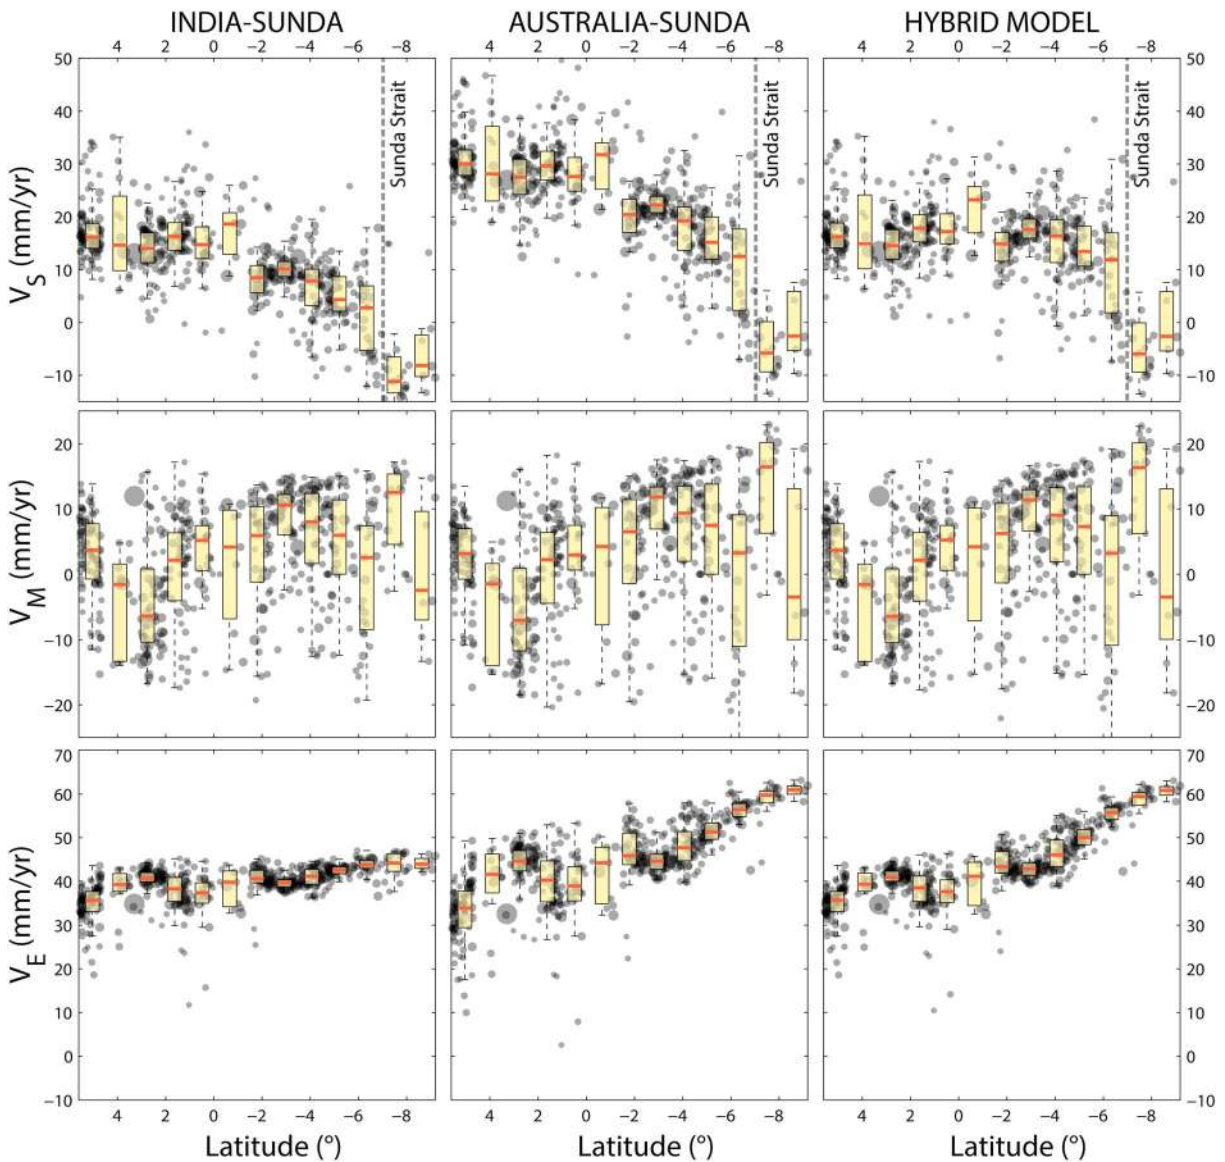 INDIA-SUNDA AUSTRALIA-SUNDA HYBRID MODEL
4 2 0 −2 −4 −6 −8 4 2 0 −2 −4 −6 −8 4 2 0 −2 −4 −6 −8
50 50
40 40
30 30
20 20
10 10
0 0
−10 −10
V_S (mm/yr)
Sunda Strait
Sunda Strait
Sunda Strait
20 20
10 10
0 0
−10 −10
−20 −20
V_M (mm/yr)
70 70
60 60
50 50
40 40
30 30
20 20
10 10
0 0
−10 −10
V_E (mm/yr)
4 2 0 −2 −4 −6 −8 4 2 0 −2 −4 −6 −8 4 2 0 −2 −4 −6 −8
Latitude (°) Latitude (°) Latitude (°)